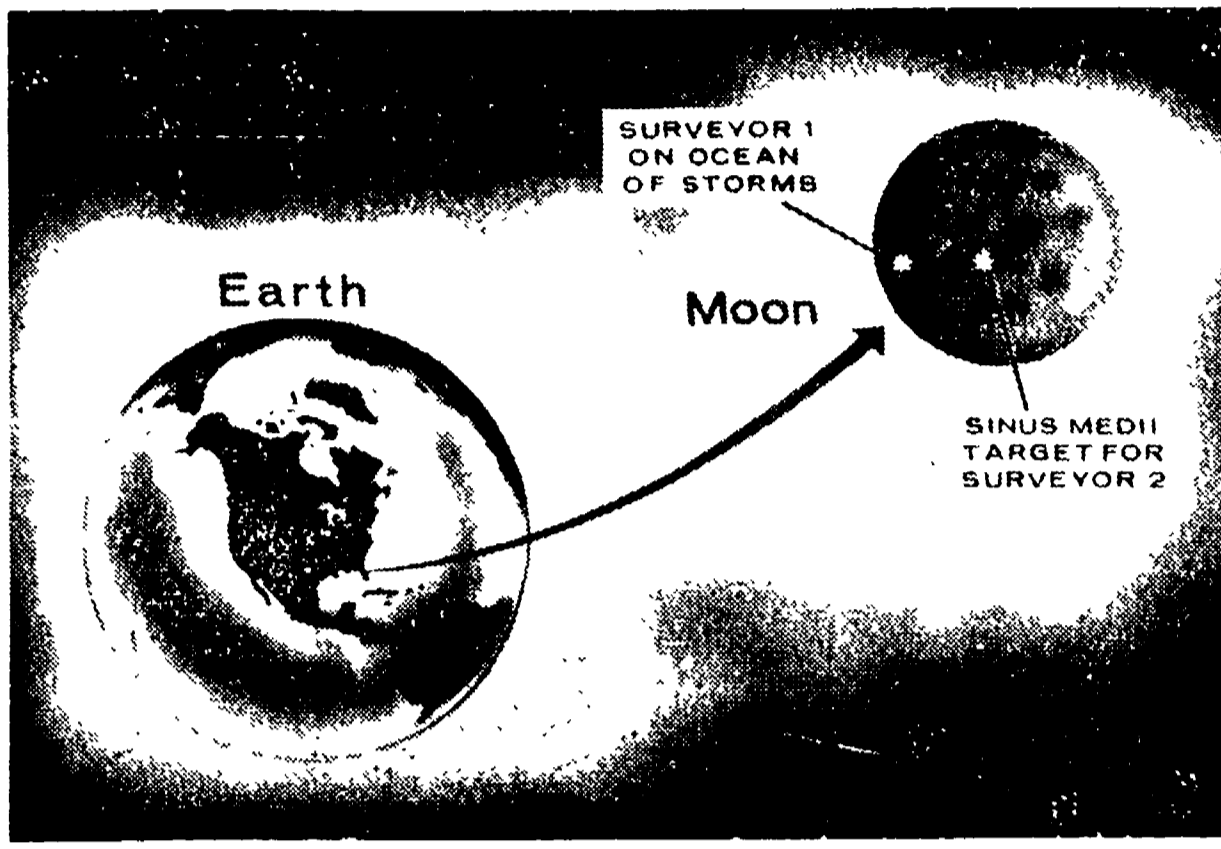 SURVEYOR 1
ON OCEAN
OF STORMS
Earth
Moon
SINUS MEDII
TARGET FOR
SURVEYOR 2